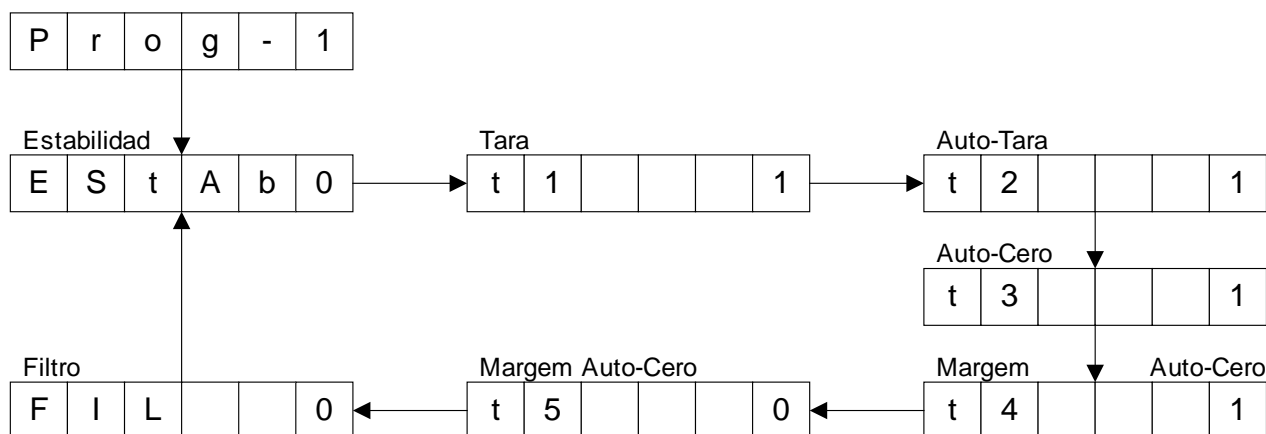 P r o g - 1
Estabilidad Tara Auto-Tara
E S t A b 0 t 1 1 t 2 1
Auto-Cero
t 3 1
Filtro Margem Auto-Cero Margem Auto-Cero
F I L 0 t 5 0 t 4 1